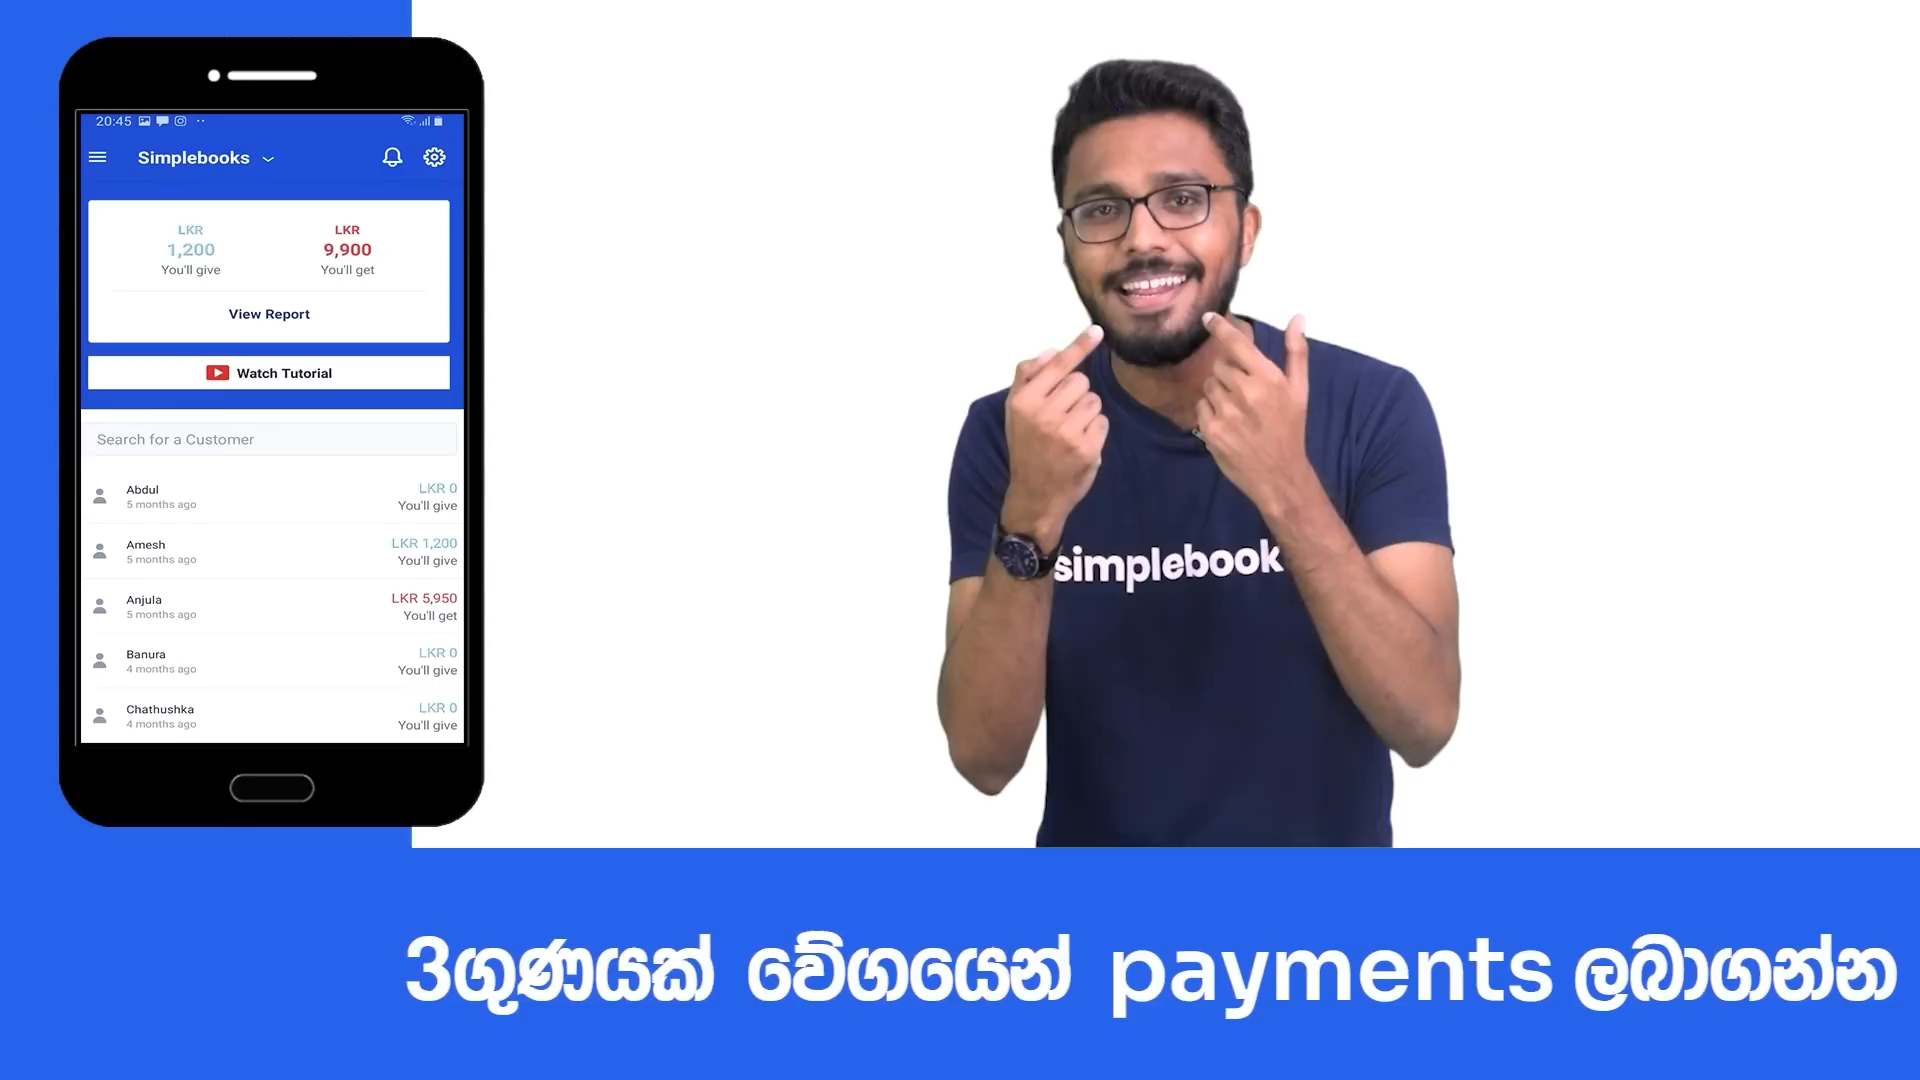 20:45
Simplebooks
LKR
1,200
You'll give
LKR
9,900
You'll get
View Report
Watch Tutorial
Search for a Customer
Abdul
5 months ago
LKR 0
You'll give
Amesh
5 months ago
LKR 1,200
You'll give
Anjula
5 months ago
LKR 5,950
You'll get
Banura
4 months ago
LKR 0
You'll give
Chathushka
4 months ago
LKR 0
You'll give
simplebook
3ගුණයක් වේගයෙන් payments ලබාගන්න